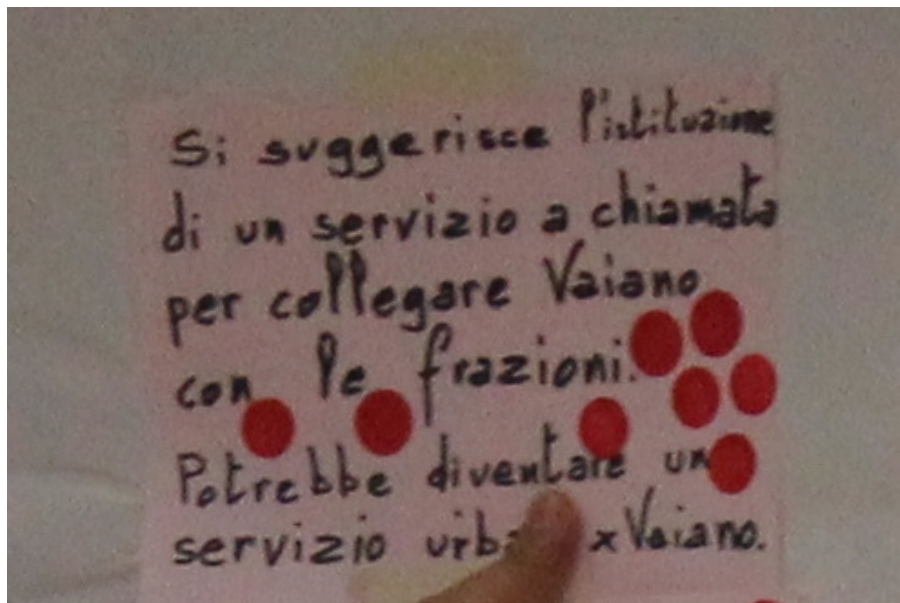 Si suggerisce l'istituzione
di un servizio a chiamata
per collegare Vaiano
con le frazioni.
Potrebbe diventare un
servizio x Vaiano.